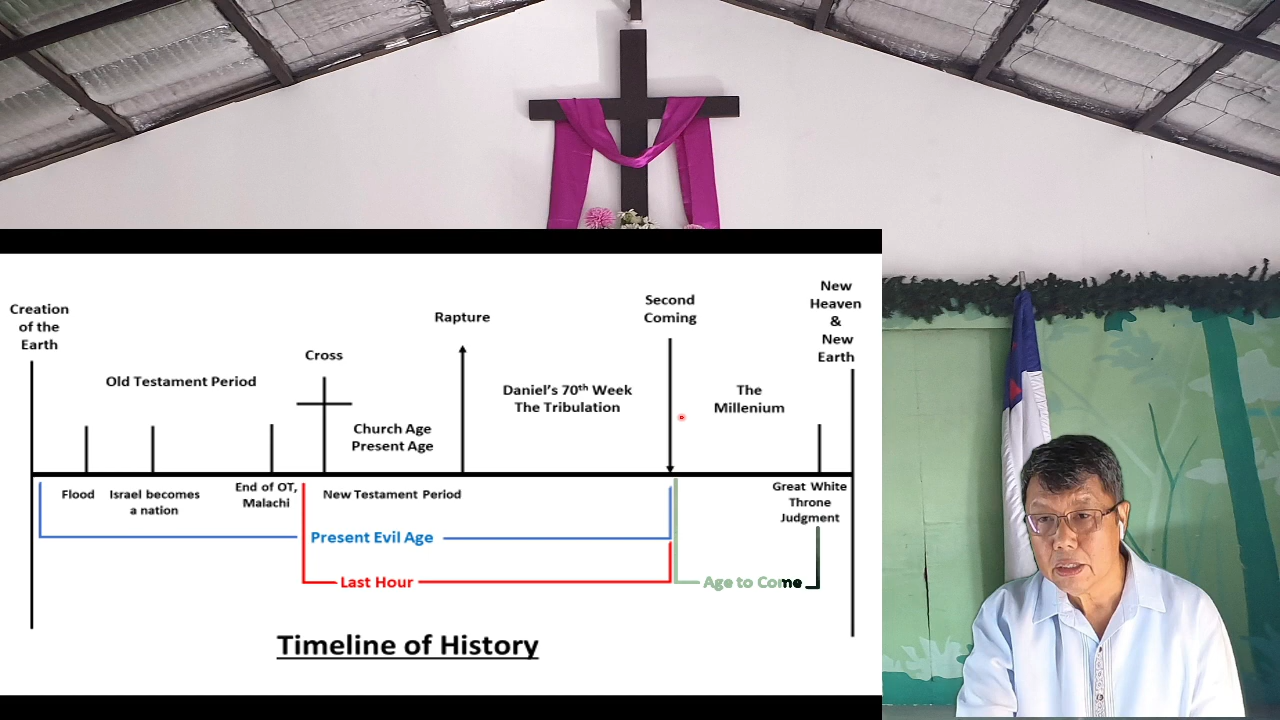 Creation
of the
Earth
Old Testament Period
Cross
Church Age
Present Age
Rapture
Daniel's 70th Week
The Tribulation
Second
Coming
The
Millenium
New
Heaven
&
New
Earth
Flood
Israel becomes
a nation
End of OT,
Malachi
New Testament Period
Great White
Throne
Judgment
Present Evil Age
Last Hour
Age to Come
Timeline of History